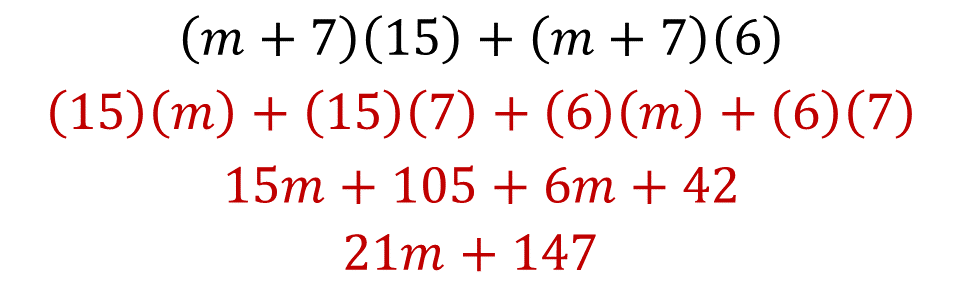 (m + 7)(15) + (m + 7)(6)
(15)(m) + (15)(7) + (6)(m) + (6)(7)
15m + 105 + 6m + 42
21m + 147